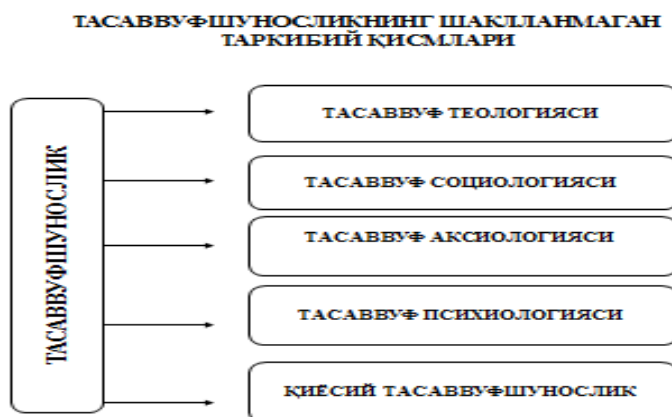 ТАСАВВУФШУНОСЛИКНИНГ ШАКЛЛАНМАГАН
ТАРКИБИЙ ҚИСМЛАРИ
ТАСАВВУФШУНОСЛИК
ТАСАВВУФ ТЕОЛОГИЯСИ
ТАСАВВУФ СОЦИОЛОГИЯСИ
ТАСАВВУФ АКСИОЛОГИЯСИ
ТАСАВВУФ ПСИХИОЛОГИЯСИ
ҚИЁСИЙ ТАСАВВУФШУНОСЛИК